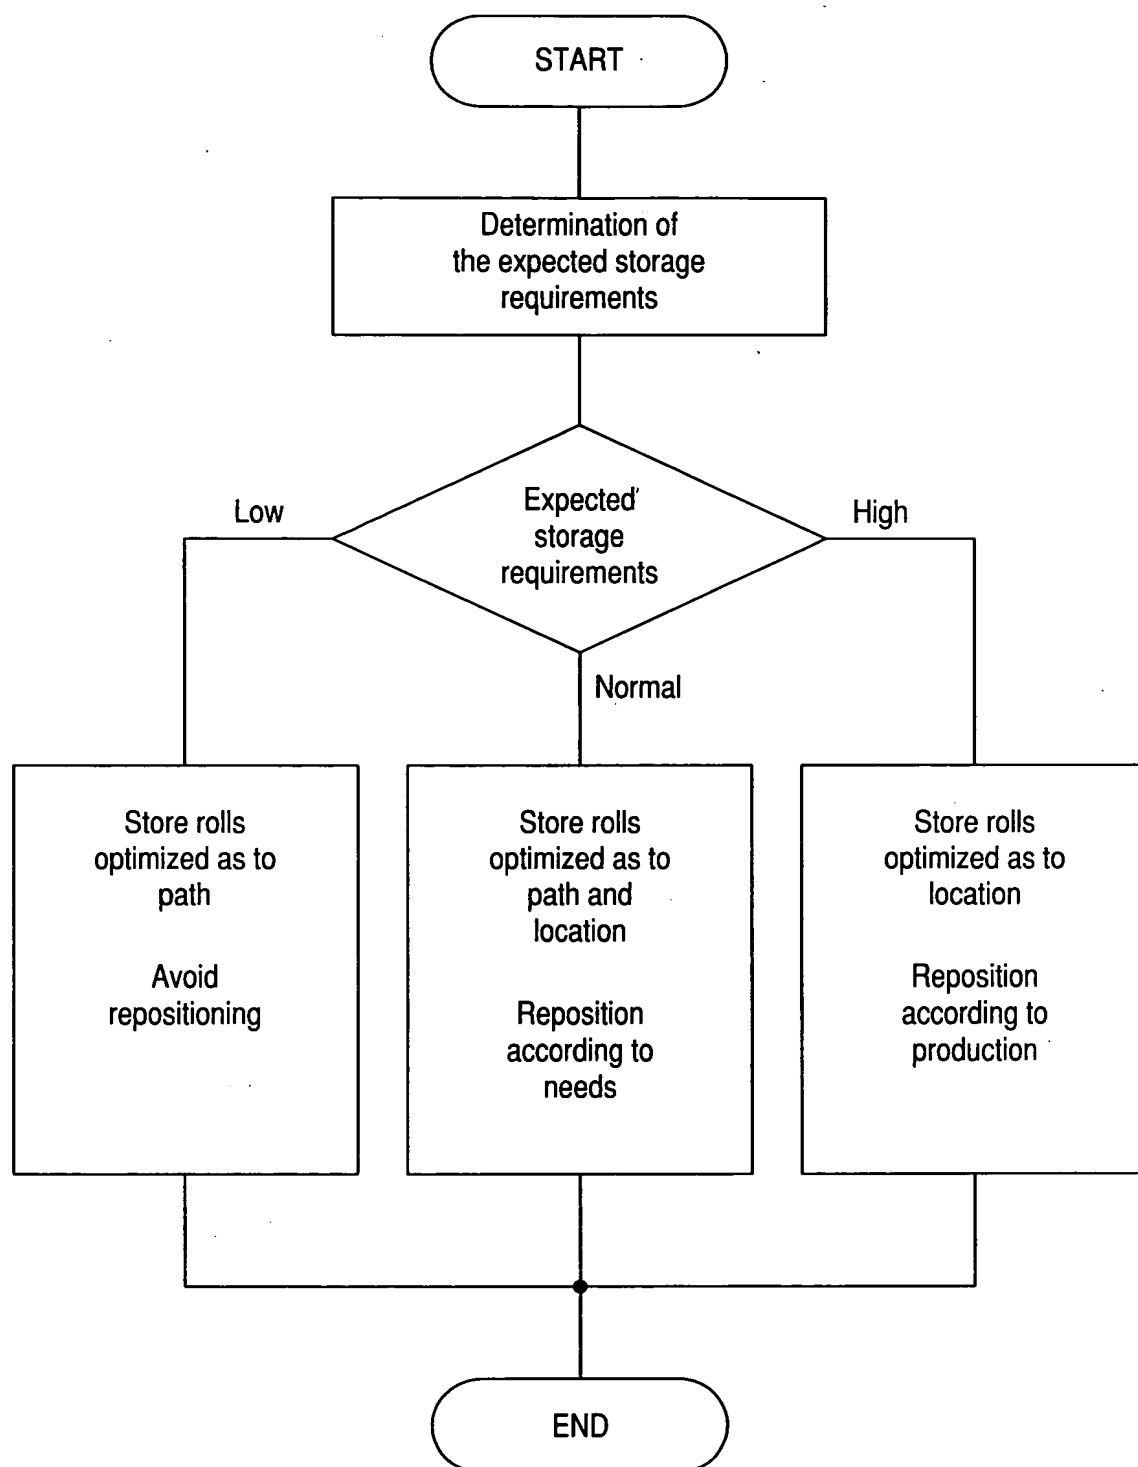 START
Determination of
the expected storage
requirements
Expected
storage
requirements
Low
High
Normal
Store rolls
optimized as to
path
Avoid
repositioning
Store rolls
optimized as to
path and
location
Reposition
according to
needs
Store rolls
optimized as to
location
Reposition
according to
production
END